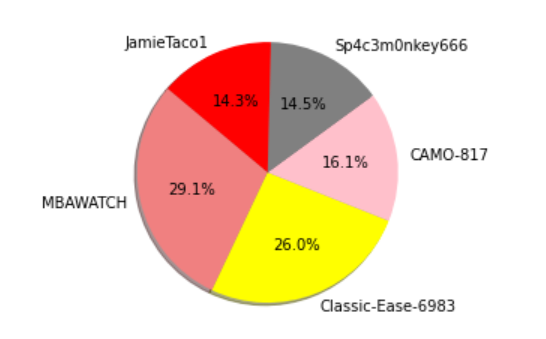 JamieTaco1
Sp4c3m0nkey666
14.3%
14.5%
CAMO-817
16.1%
29.1%
MBAWATCH
26.0%
Classic-Ease-6983